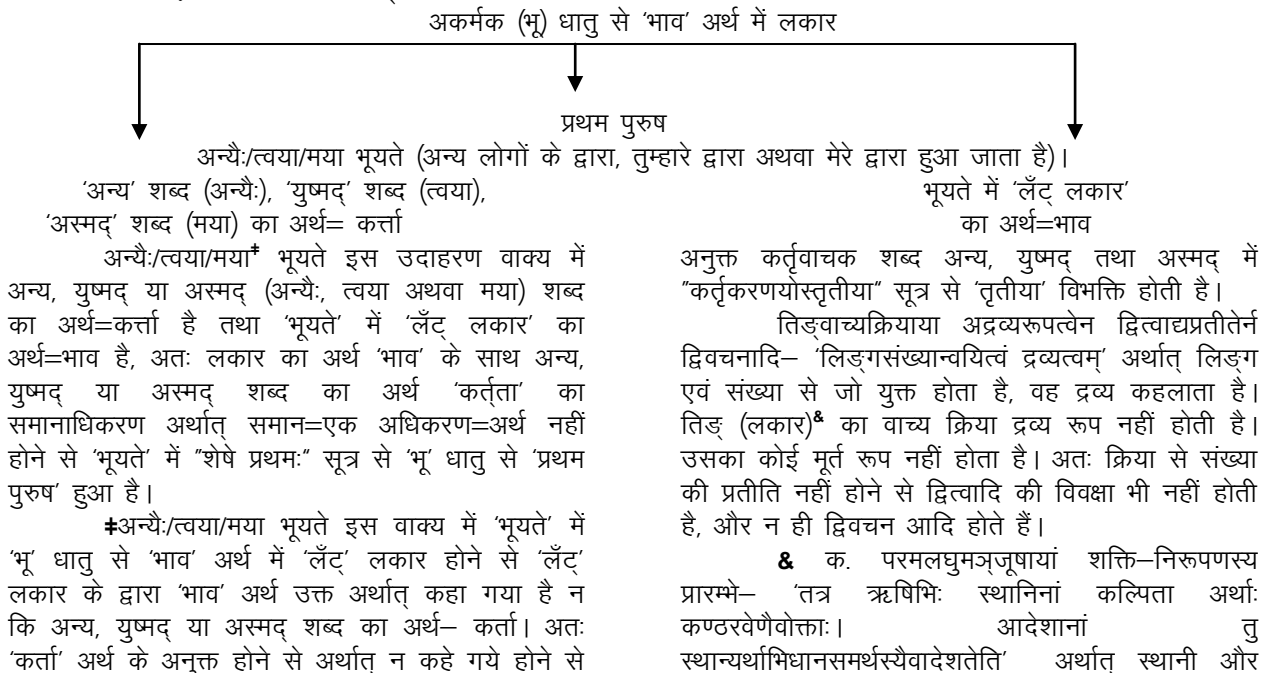 अकर्मक (भू) धातु से ‘भाव’ अर्थ में लकार
प्रथम पुरुष
अन्यैः/त्वया/मया भूयते (अन्य लोगों के द्वारा, तुम्हारे द्वारा अथवा मेरे द्वारा हुआ जाता है)।
‘अन्य’ शब्द (अन्यैः), ‘युष्मद्’ शब्द (त्वया),
‘अस्मद्’ शब्द (मया) का अर्थ= कर्त्ता
भूयते में ‘लँट् लकार’
का अर्थ=भाव
अन्यैः/त्वया/मया‡ भूयते इस उदाहरण वाक्य में
अन्य, युष्मद् या अस्मद् (अन्यैः, त्वया अथवा मया) शब्द
का अर्थ=कर्त्ता है तथा ‘भूयते’ में ‘लँट् लकार’ का
अर्थ=भाव है, अतः लकार का अर्थ ‘भाव’ के साथ अन्य,
युष्मद् या अस्मद् शब्द का अर्थ ‘कर्तृता’ का
समानाधिकरण अर्थात् समान=एक अधिकरण=अर्थ नहीं
होने से ‘भूयते’ में "शेषे प्रथमः" सूत्र से ‘भू’ धातु से ‘प्रथम
पुरुष’ हुआ है।
‡अन्यैः/त्वया/मया भूयते इस वाक्य में ‘भूयते’ में
‘भू’ धातु से ‘भाव’ अर्थ में ‘लँट्’ लकार होने से ‘लँट्’
लकार के द्वारा ‘भाव’ अर्थ उक्त अर्थात् कहा गया है न
कि अन्य, युष्मद् या अस्मद् शब्द का अर्थ– कर्ता। अतः
‘कर्ता’ अर्थ के अनुक्त होने से अर्थात् न कहे गये होने से
अनुक्त कर्तृवाचक शब्द अन्य, युष्मद् तथा अस्मद् में
"कर्तृकरणयोस्तृतीया" सूत्र से ‘तृतीया’ विभक्ति होती है।
तिङ्वाच्यक्रियाया अद्रव्यरूपत्वेन द्वित्वाद्यप्रतीतेर्न
द्विवचनादि– ‘लिङ्गसंख्यान्वयित्वं द्रव्यत्वम्’ अर्थात् लिङ्ग
एवं संख्या से जो युक्त होता है, वह द्रव्य कहलाता है।
तिङ् (लकार)& का वाच्य क्रिया द्रव्य रूप नहीं होती है।
उसका कोई मूर्त रूप नहीं होता है। अतः क्रिया से संख्या
की प्रतीति नहीं होने से द्वित्वादि की विवक्षा भी नहीं होती
है, और न ही द्विवचन आदि होते हैं।
& क. परमलघुमञ्जूषायां शक्ति–निरूपणस्य
प्रारम्भे– ‘तत्र ऋषिभिः स्थानिनां कल्पिता अर्थाः
कण्ठरवेणैवोक्ताः। आदेशानां तु
स्थान्यर्थाभिधानसमर्थस्यैवादेशतेति’ अर्थात् स्थानी और